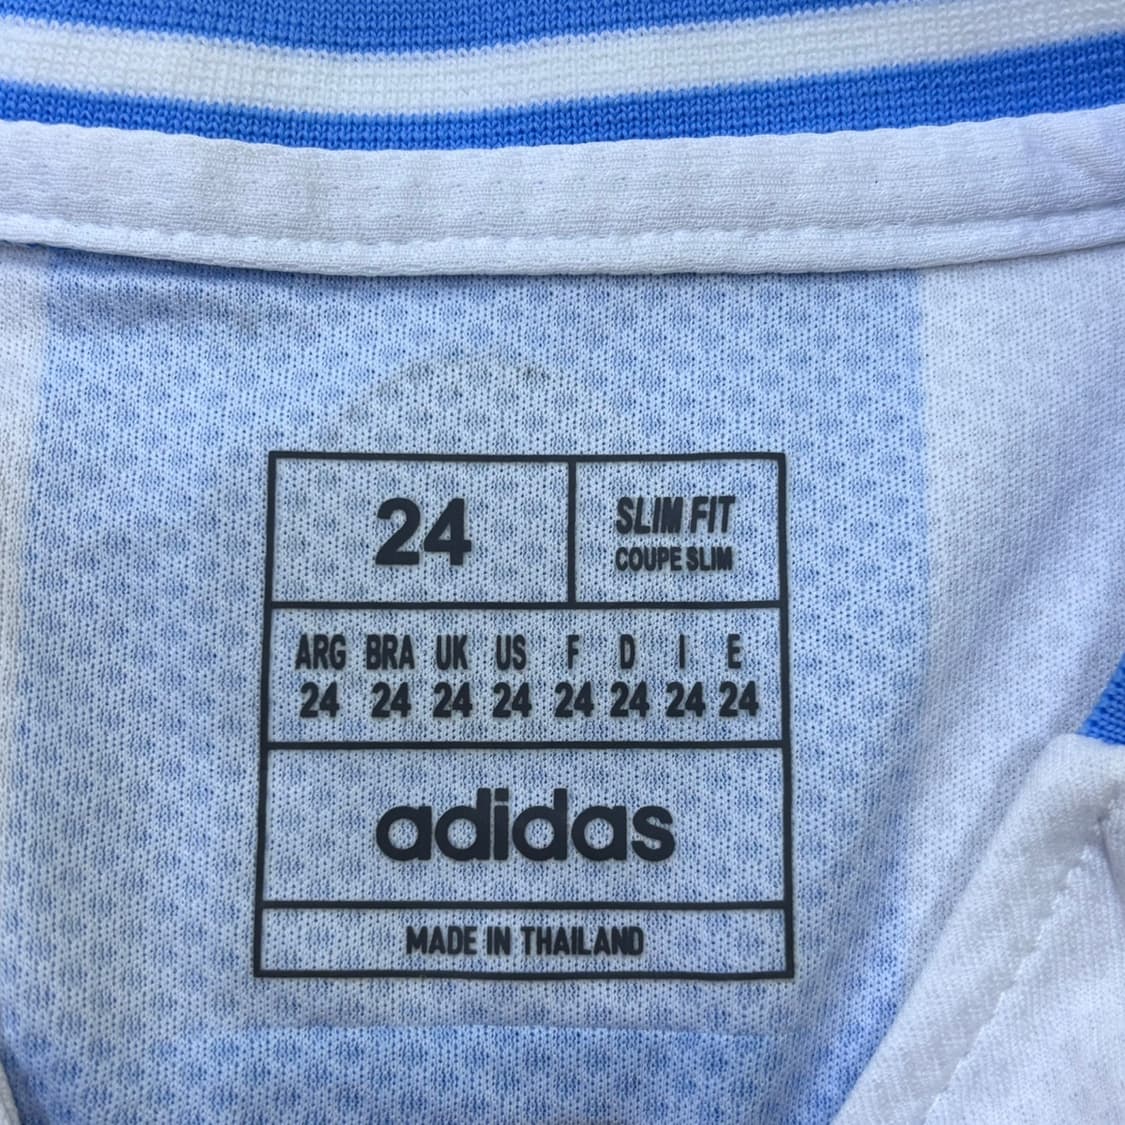 24
SLIM FIT
COUPE SLIM
ARG BRA UK US F D I E
24 24 24 24 24 24 24 24
adidas
MADE IN THAILAND